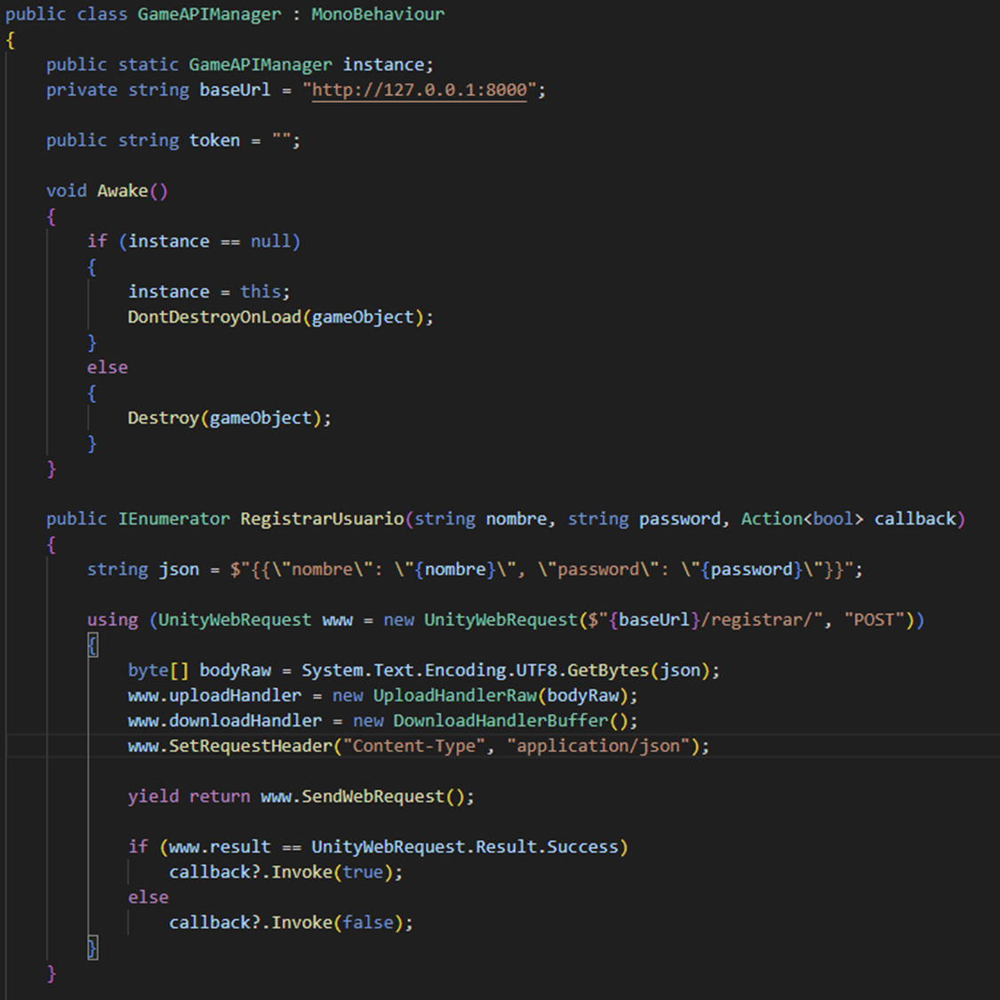 public class GameAPIManager : MonoBehaviour
{
    public static GameAPIManager instance;
    private string baseUrl = "http://127.0.0.1:8000";

    public string token = "";

    void Awake()
    {
        if (instance == null)
        {
            instance = this;
            DontDestroyOnLoad(gameObject);
        }
        else
        {
            Destroy(gameObject);
        }
    }

    public IEnumerator RegistrarUsuario(string nombre, string password, Action<bool> callback)
    {
        string json = $"{{\"nombre\": \"{nombre}\", \"password\": \"{password}\"}}";

        using (UnityWebRequest www = new UnityWebRequest($"{baseUrl}/registrar/", "POST"))
        {
            byte[] bodyRaw = System.Text.Encoding.UTF8.GetBytes(json);
            www.uploadHandler = new UploadHandlerRaw(bodyRaw);
            www.downloadHandler = new DownloadHandlerBuffer();
            www.SetRequestHeader("Content-Type", "application/json");

            yield return www.SendWebRequest();

            if (www.result == UnityWebRequest.Result.Success)
                callback?.Invoke(true);
            else
                callback?.Invoke(false);
        }
    }